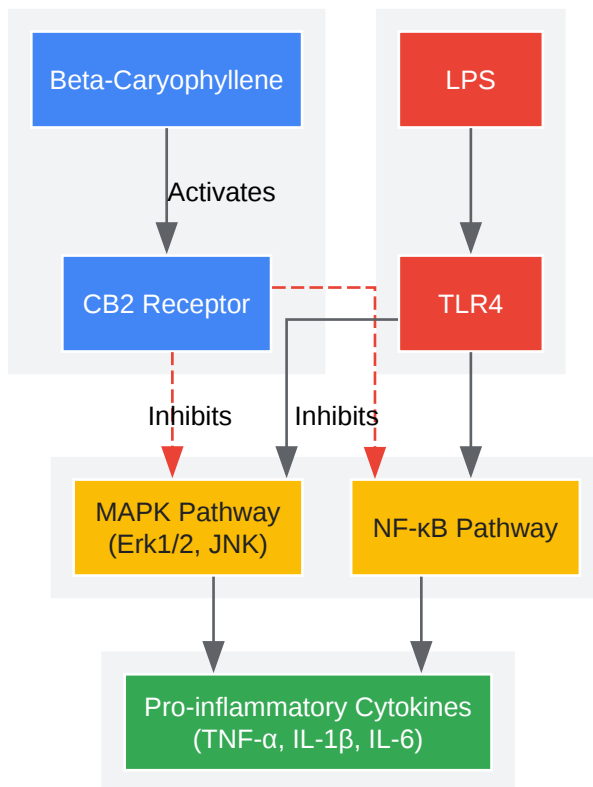 Beta-Caryophyllene
LPS
Activates
CB2 Receptor
TLR4
Inhibits
Inhibits
MAPK Pathway
(Erk1/2, JNK)
NF-κB Pathway
Pro-inflammatory Cytokines
(TNF-α, IL-1β, IL-6)